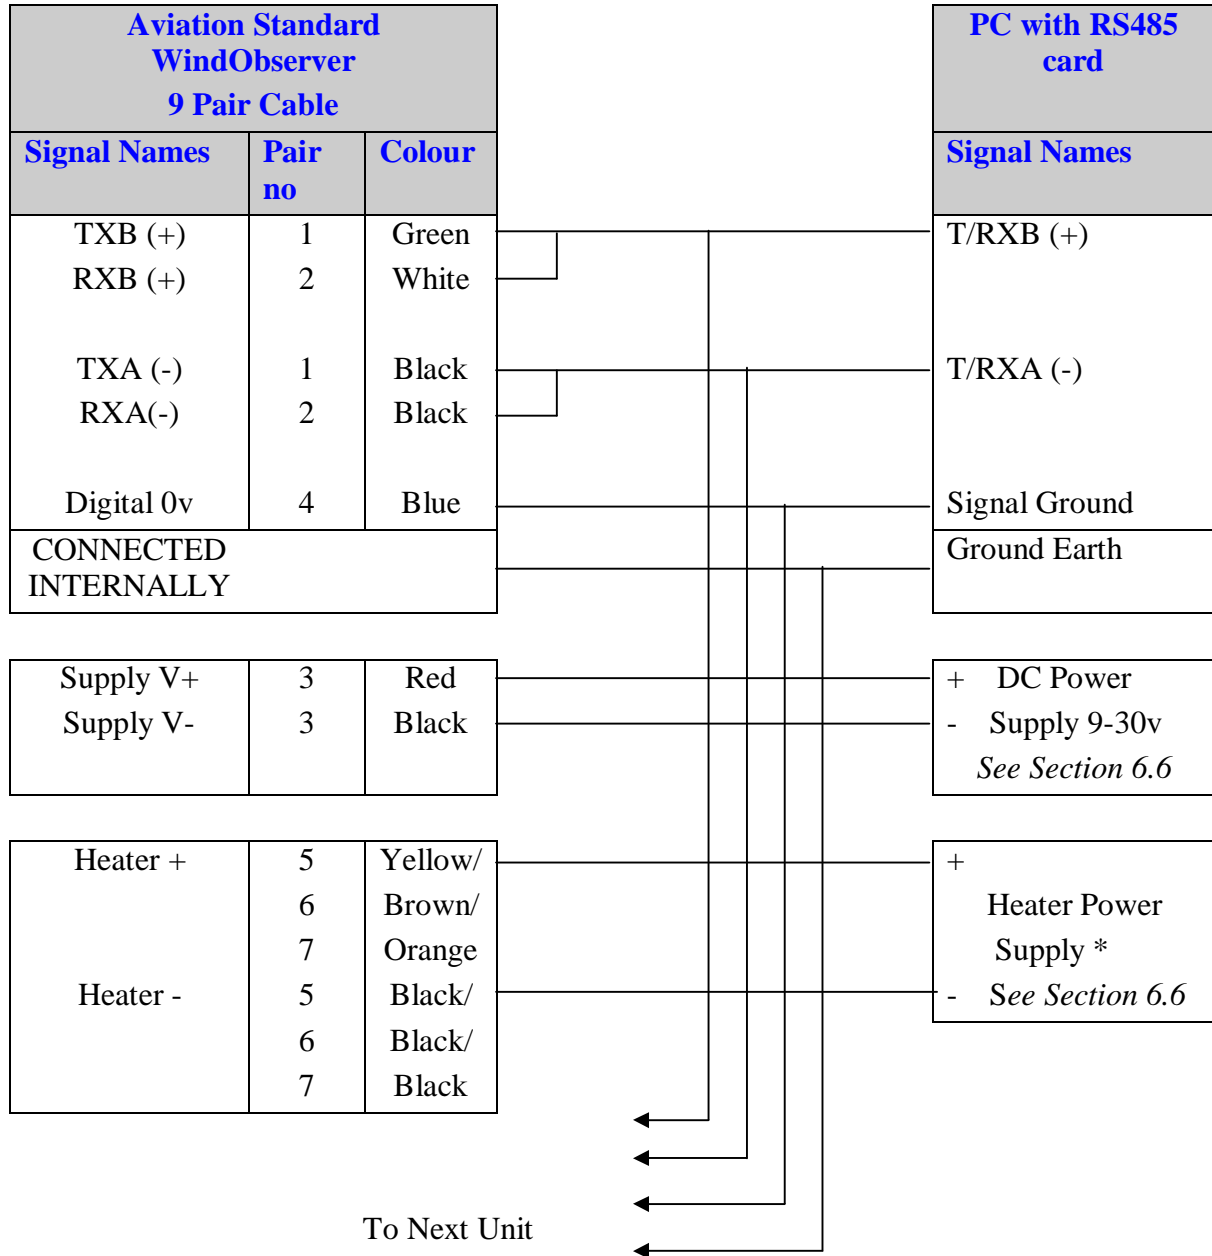 Aviation Standard
WindObserver
9 Pair Cable
PC with RS485
card
Signal Names Pair
no Colour
Signal Names
TXB (+) 1 Green T/RXB (+)
RXB (+) 2 White
TXA (-) 1 Black T/RXA (-)
RXA(-) 2 Black
Digital 0v 4 Blue Signal Ground
CONNECTED
INTERNALLY
Ground Earth
Supply V+ 3 Red + DC Power
Supply V- 3 Black - Supply 9-30v
See Section 6.6
Heater + 5 Yellow/ +
6 Brown/ Heater Power
7 Orange Supply *
Heater - 5 Black/ - See Section 6.6
6 Black/
7 Black
To Next Unit